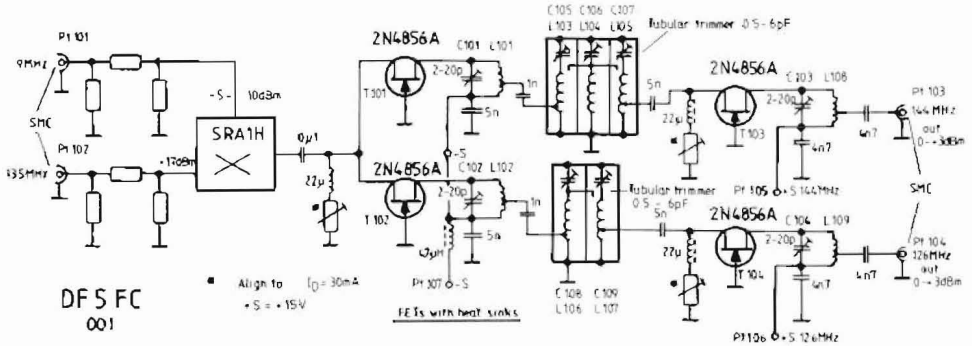 C105 C106 C107
L103 L104 L105
Tubular trimmer 0.5 - 6pF
Pt 101
9MHz
2N4856A
C101 L101
2-20p
1n
5n
T101
5n
2N4856A
C103 L108
2-20p
Pt 103
144 MHz
out
0 → +3dBm
4n7
T103
22µ
4n7
-S-
10dBm
SMC
SRA1H
Pt 102
135MHz
+17dBm
0µ1
22µ
2N4856A
-S
C102 L102
2-20p
1n
5n
T102
47µH
Pt 107
-S
Tubular trimmer
0.5 - 6pF
5n
Pt 105
+S 144MHz
SMC
2N4856A
C104 L109
2-20p
Pt 104
126MHz
out
0 → +3dBm
4n7
22µ
T104
4n7
Align to ID = 30mA
+S = +15V
DF 5 FC
001
FETs with heat sinks
C108 C109
L106 L107
Pt 106
+S 126MHz